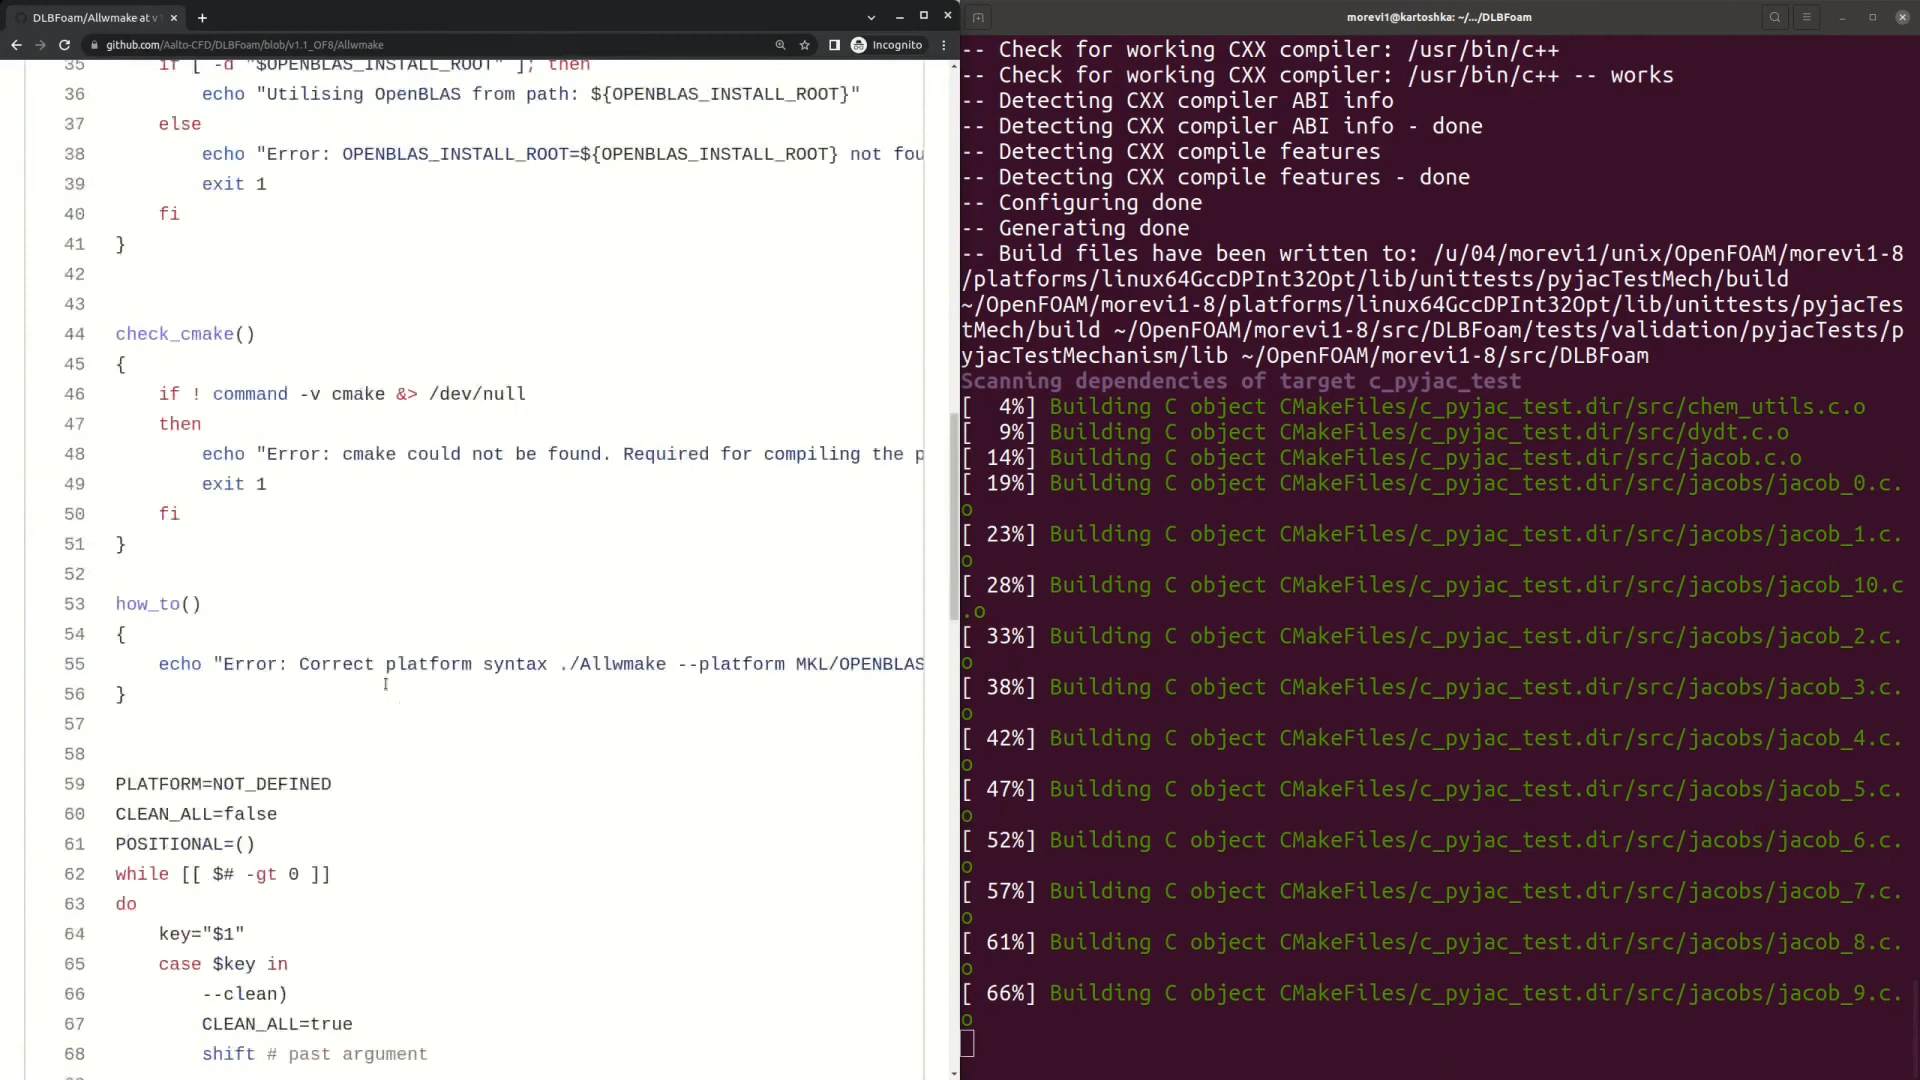 DLBFoam/Allwmake at v1
github.com/Aalto-CFD/DLBFoam/blob/v1.1_OF8/Allwmake
Incognito
35 if [ -d "$OPENBLAS_INSTALL_ROOT" ]; then
36 echo "Utilising OpenBLAS from path: ${OPENBLAS_INSTALL_ROOT}"
37 else
38 echo "Error: OPENBLAS_INSTALL_ROOT=${OPENBLAS_INSTALL_ROOT} not fou
39 exit 1
40 fi
41 }
42
43
44 check_cmake()
45 {
46 if ! command -v cmake &> /dev/null
47 then
48 echo "Error: cmake could not be found. Required for compiling the p
49 exit 1
50 fi
51 }
52
53 how_to()
54 {
55 echo "Error: Correct platform syntax ./Allwmake --platform MKL/OPENBLAS
56 }
57
58
59 PLATFORM=NOT_DEFINED
60 CLEAN_ALL=false
61 POSITIONAL=()
62 while [[ $# -gt 0 ]]
63 do
64 key="$1"
65 case $key in
66 --clean)
67 CLEAN_ALL=true
68 shift # past argument
morevi1@kartoshka: ~/.../DLBFoam
-- Check for working CXX compiler: /usr/bin/c++
-- Check for working CXX compiler: /usr/bin/c++ -- works
-- Detecting CXX compiler ABI info
-- Detecting CXX compiler ABI info - done
-- Detecting CXX compile features
-- Detecting CXX compile features - done
-- Configuring done
-- Generating done
-- Build files have been written to: /u/04/morevi1/unix/OpenFOAM/morevi1-8
/platforms/linux64GccDPInt32Opt/lib/unittests/pyjacTestMech/build
~/OpenFOAM/morevi1-8/platforms/linux64GccDPInt32Opt/lib/unittests/pyjacTes
tMech/build ~/OpenFOAM/morevi1-8/src/DLBFoam/tests/validation/pyjacTests/p
yjacTestMechanism/lib ~/OpenFOAM/morevi1-8/src/DLBFoam
Scanning dependencies of target c_pyjac_test
[  4%] Building C object CMakeFiles/c_pyjac_test.dir/src/chem_utils.c.o
[  9%] Building C object CMakeFiles/c_pyjac_test.dir/src/dydt.c.o
[ 14%] Building C object CMakeFiles/c_pyjac_test.dir/src/jacob.c.o
[ 19%] Building C object CMakeFiles/c_pyjac_test.dir/src/jacobs/jacob_0.c.
o
[ 23%] Building C object CMakeFiles/c_pyjac_test.dir/src/jacobs/jacob_1.c.
o
[ 28%] Building C object CMakeFiles/c_pyjac_test.dir/src/jacobs/jacob_10.c
.o
[ 33%] Building C object CMakeFiles/c_pyjac_test.dir/src/jacobs/jacob_2.c.
o
[ 38%] Building C object CMakeFiles/c_pyjac_test.dir/src/jacobs/jacob_3.c.
o
[ 42%] Building C object CMakeFiles/c_pyjac_test.dir/src/jacobs/jacob_4.c.
o
[ 47%] Building C object CMakeFiles/c_pyjac_test.dir/src/jacobs/jacob_5.c.
o
[ 52%] Building C object CMakeFiles/c_pyjac_test.dir/src/jacobs/jacob_6.c.
o
[ 57%] Building C object CMakeFiles/c_pyjac_test.dir/src/jacobs/jacob_7.c.
o
[ 61%] Building C object CMakeFiles/c_pyjac_test.dir/src/jacobs/jacob_8.c.
o
[ 66%] Building C object CMakeFiles/c_pyjac_test.dir/src/jacobs/jacob_9.c.
o